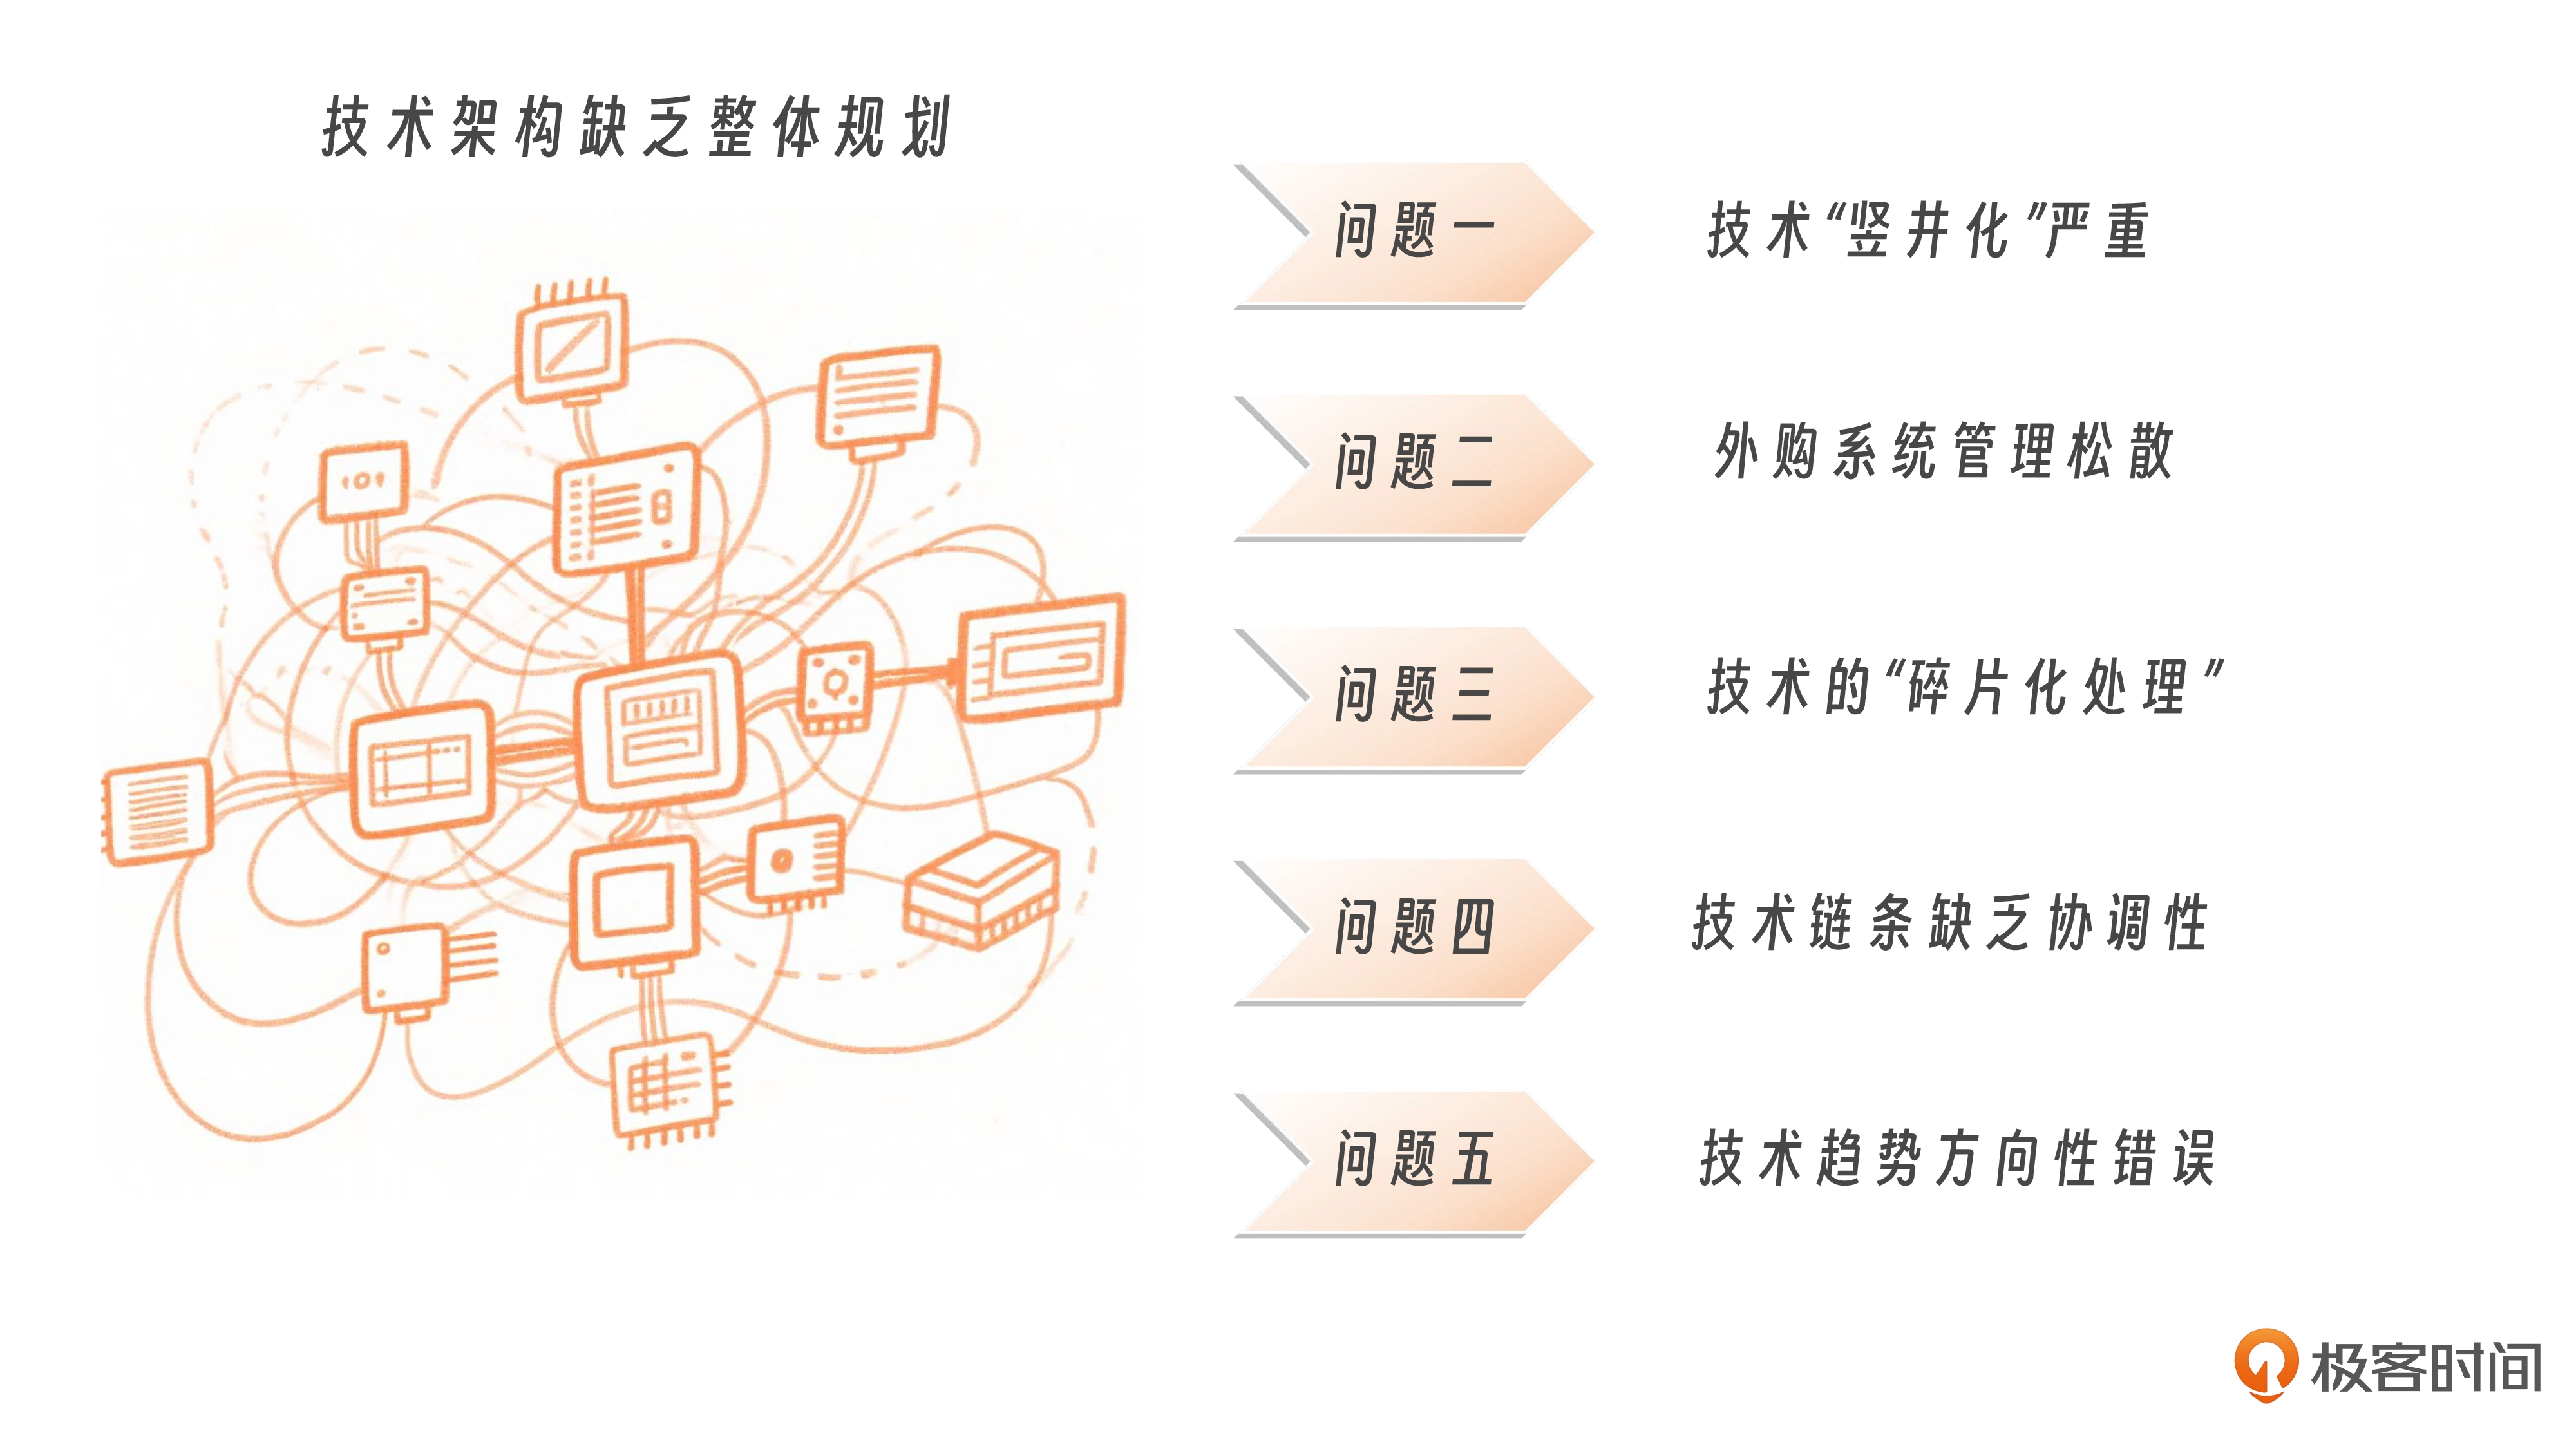 技术架构缺乏整体规划
问题一
技术“竖井化”严重
问题二
外购系统管理松散
问题三
技术的“碎片化处理”
问题四
技术链条缺乏协调性
问题五
技术趋势方向性错误
极客时间